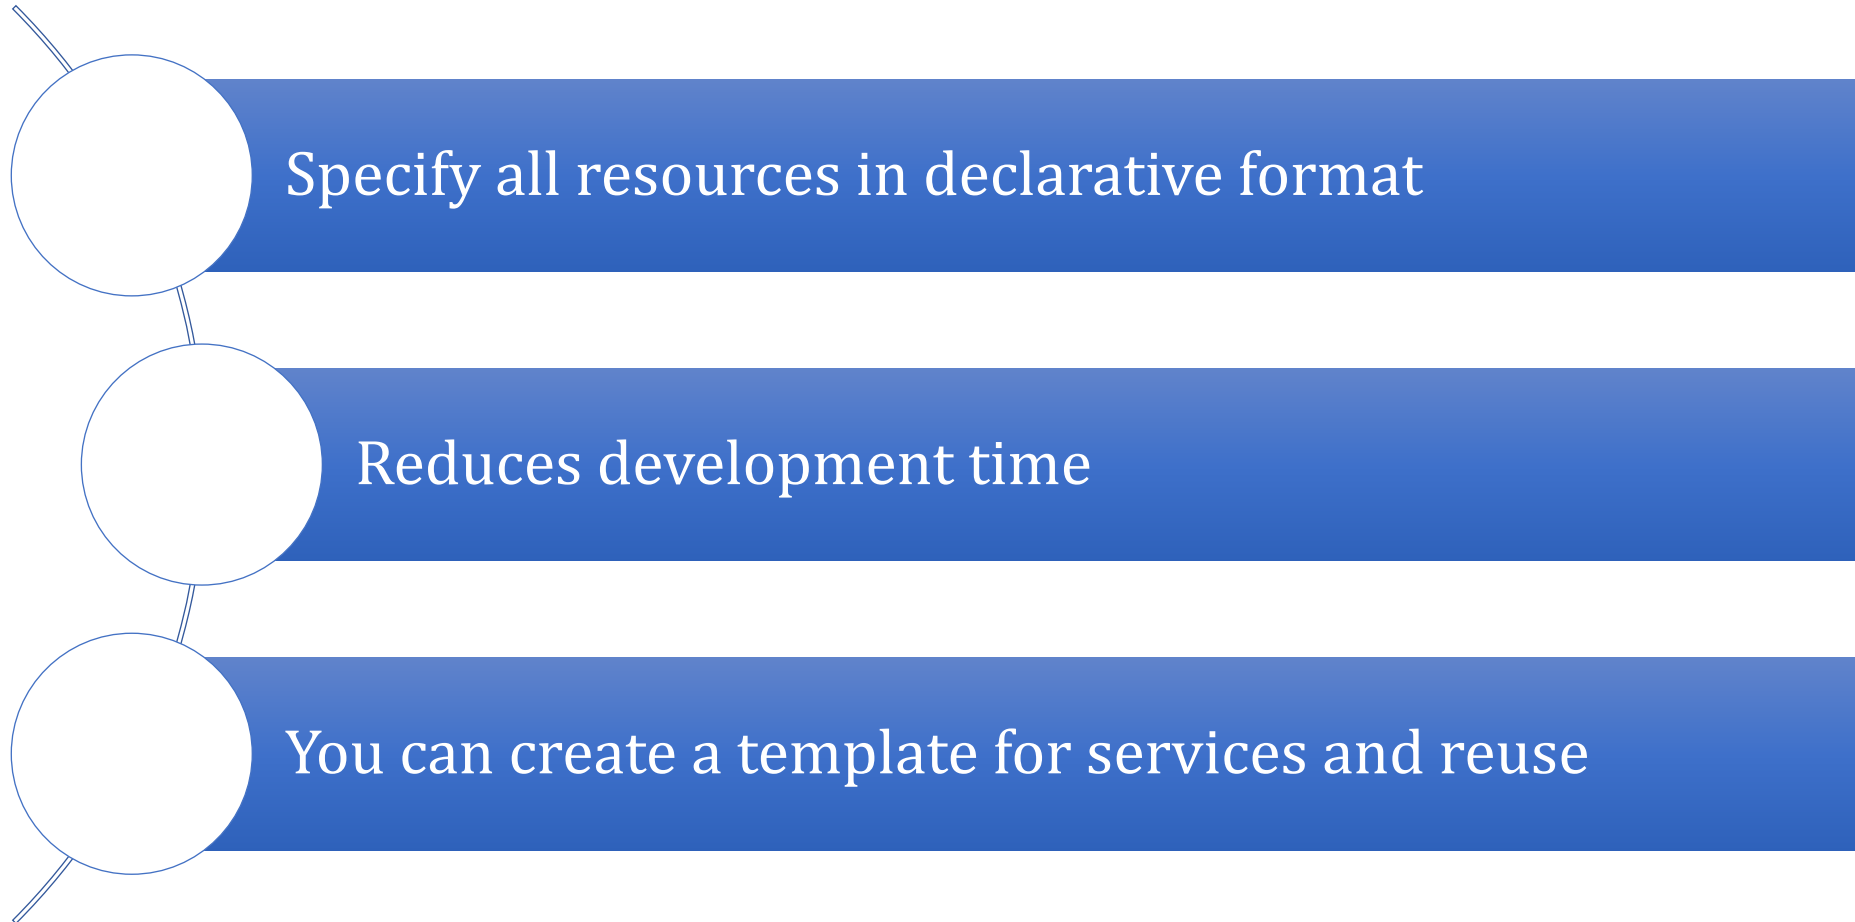 Specify all resources in declarative format
Reduces development time
You can create a template for services and reuse